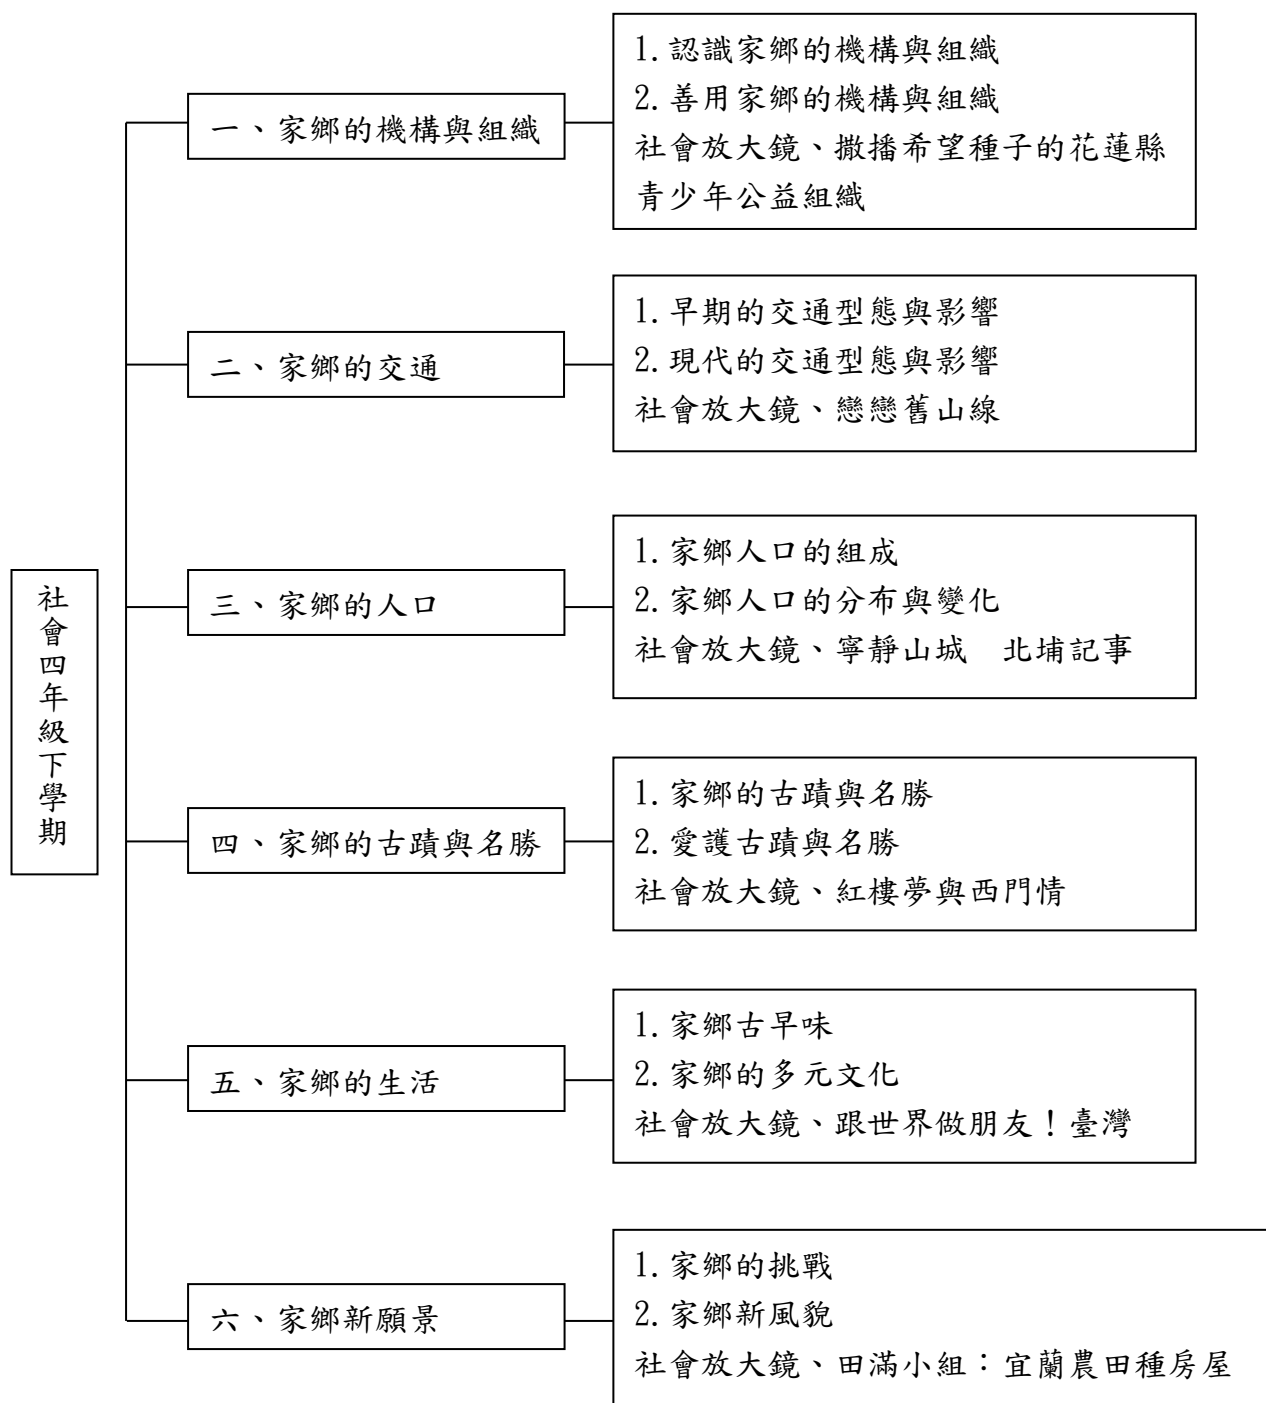 社會四年級下學期
一、家鄉的機構與組織
1.認識家鄉的機構與組織
2.善用家鄉的機構與組織
社會放大鏡、撒播希望種子的花蓮縣
青少年公益組織
二、家鄉的交通
1.早期的交通型態與影響
2.現代的交通型態與影響
社會放大鏡、戀戀舊山線
三、家鄉的人口
1.家鄉人口的組成
2.家鄉人口的分布與變化
社會放大鏡、寧靜山城　北埔記事
四、家鄉的古蹟與名勝
1.家鄉的古蹟與名勝
2.愛護古蹟與名勝
社會放大鏡、紅樓夢與西門情
五、家鄉的生活
1.家鄉古早味
2.家鄉的多元文化
社會放大鏡、跟世界做朋友！臺灣
六、家鄉新願景
1.家鄉的挑戰
2.家鄉新風貌
社會放大鏡、田滿小組：宜蘭農田種房屋